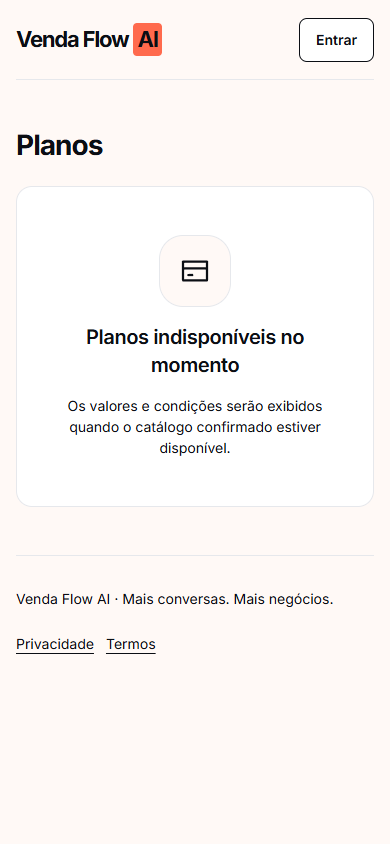 Venda Flow AI
Entrar
Planos
Planos indisponíveis no
momento
Os valores e condições serão exibidos
quando o catálogo confirmado estiver
disponível.
Venda Flow AI · Mais conversas. Mais negócios.
Privacidade Termos